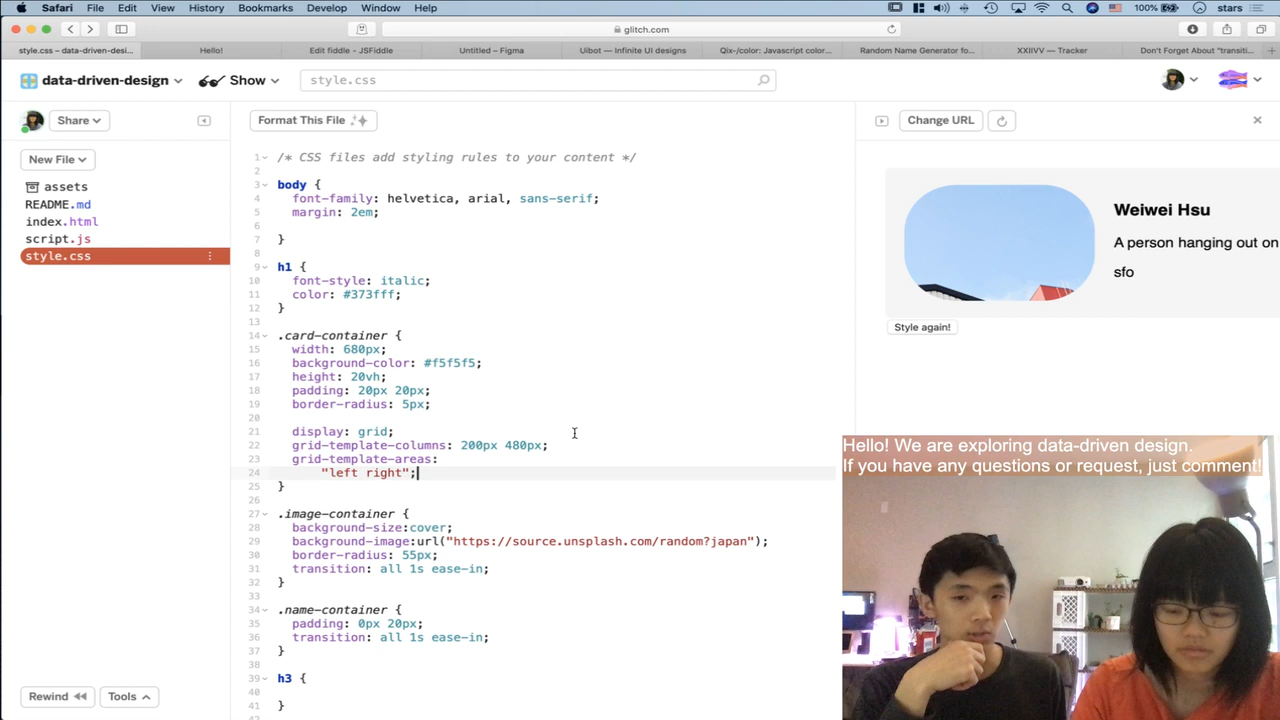 Safari File Edit View History Bookmarks Develop Window Help 100% stars
glitch.com
style.css – data-driven-desi... Hello! Edit fiddle - JSFiddle Untitled – Figma Uibot — Infinite UI designs Qix-/color: Javascript color... Random Name Generator fo... XXIIVV — Tracker Don't Forget About "transiti...
data-driven-design Show style.css
Share Format This File Change URL
New File
assets
README.md
index.html
script.js
style.css
1 /* CSS files add styling rules to your content */
2
3 body {
4 font-family: helvetica, arial, sans-serif;
5 margin: 2em;
6
7 }
8
9 h1 {
10 font-style: italic;
11 color: #373fff;
12 }
13
14 .card-container {
15 width: 680px;
16 background-color: #f5f5f5;
17 height: 20vh;
18 padding: 20px 20px;
19 border-radius: 5px;
20
21 display: grid;
22 grid-template-columns: 200px 480px;
23 grid-template-areas:
24 "left right";
25 }
26
27 .image-container {
28 background-size:cover;
29 background-image:url("https://source.unsplash.com/random?japan");
30 border-radius: 55px;
31 transition: all 1s ease-in;
32 }
33
34 .name-container {
35 padding: 0px 20px;
36 transition: all 1s ease-in;
37 }
38
39 h3 {
40
41 }
Weiwei Hsu
A person hanging out on
sfo
Style again!
Hello! We are exploring data-driven design.
If you have any questions or request, just comment!
Rewind Tools